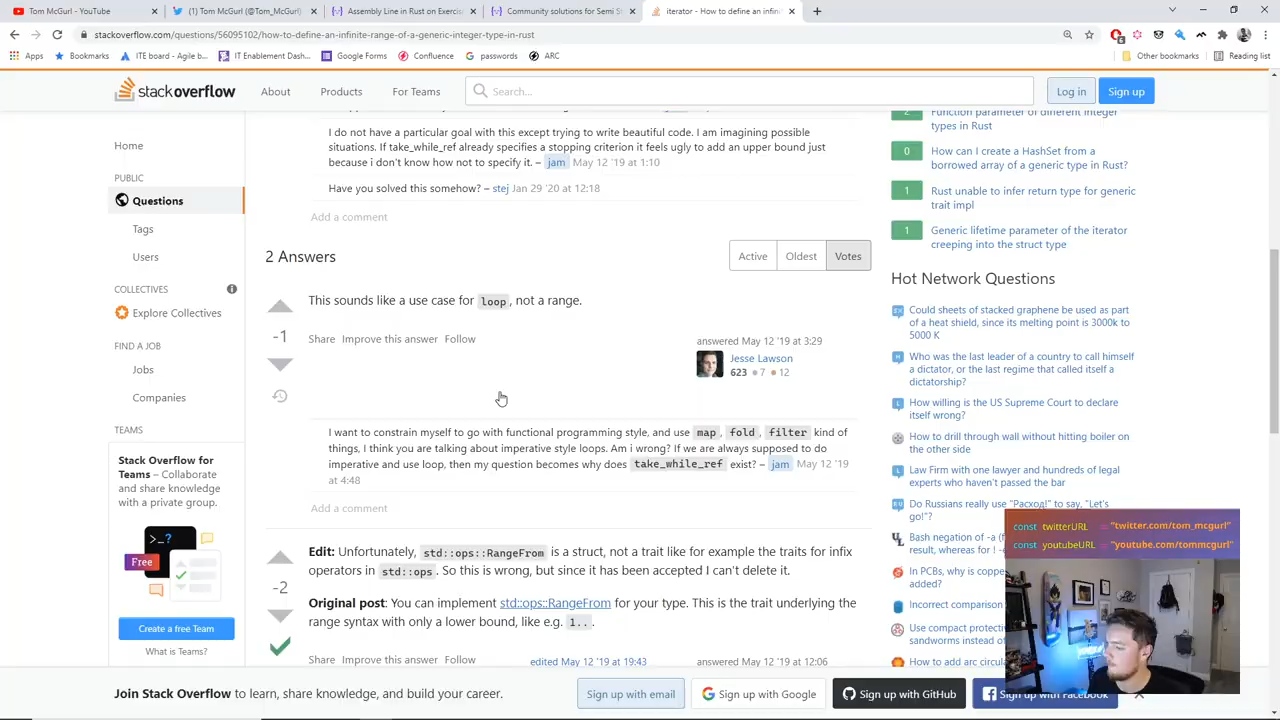 Tom McGurl - YouTube
(1) Tom McGurl (@Tom_McGurl)
Assembly Line in Rust on Exercis
Community solutions for Semi St
iterator - How to define an infin
stackoverflow.com/questions/56095102/how-to-define-an-infinite-range-of-a-generic-integer-type-in-rust
Apps
Bookmarks
ITE board - Agile b...
IT Enablement Dash...
Google Forms
Confluence
passwords
ARC
Other bookmarks
Reading list
stackoverflow
About
Products
For Teams
Search...
Log in
Sign up
Home
PUBLIC
Questions
Tags
Users
COLLECTIVES
Explore Collectives
FIND A JOB
Jobs
Companies
TEAMS
Stack Overflow for
Teams – Collaborate
and share knowledge
with a private group.
>_?
Free
Create a free Team
What is Teams?
I do not have a particular goal with this except trying to write beautiful code. I am imagining possible
situations. If take_while_ref already specifies a stopping criterion it feels ugly to add an upper bound just
because i don't know how not to specify it. – jam May 12 '19 at 1:10
Have you solved this somehow? – stej Jan 29 '20 at 12:18
Add a comment
2 Answers
Active
Oldest
Votes
This sounds like a use case for loop, not a range.
-1
Share Improve this answer Follow
answered May 12 '19 at 3:29
Jesse Lawson
623 7 12
I want to constrain myself to go with functional programming style, and use map, fold, filter kind of
things, I think you are talking about imperative style loops. Am i wrong? If we are always supposed to do
imperative and use loop, then my question becomes why does take_while_ref exist? – jam May 12 '19
at 4:48
Add a comment
Edit: Unfortunately, std::ops::RangeFrom is a struct, not a trait like for example the traits for infix
operators in std::ops. So this is wrong, but since it has been accepted I can't delete it.
-2
Original post: You can implement std::ops::RangeFrom for your type. This is the trait underlying the
range syntax with only a lower bound, like e.g. 1...
Share Improve this answer Follow
edited May 12 '19 at 19:43
answered May 12 '19 at 12:06
2
Function parameter of different integer
types in Rust
0
How can I create a HashSet from a
borrowed array of a generic type in Rust?
1
Rust unable to infer return type for generic
trait impl
1
Generic lifetime parameter of the iterator
creeping into the struct type
Hot Network Questions
Could sheets of stacked graphene be used as part
of a heat shield, since its melting point is 3000k to
5000 K
Who was the last leader of a country to call himself
a dictator, or the last regime that called itself a
dictatorship?
How willing is the US Supreme Court to declare
itself wrong?
How to drill through wall without hitting boiler on
the other side
Law Firm with one lawyer and hundreds of legal
experts who haven't passed the bar
Do Russians really use "Расход!" to say, "Let's
go!"?
Bash negation of -a (f
result, whereas for ! -e
In PCBs, why is coppe
added?
Incorrect comparison
Use compact protectiv
sandworms instead o
How to add arc circula
const twitterURL = "twitter.com/tom_mcgurl"
const youtubeURL = "youtube.com/tommcgurl"
Join Stack Overflow to learn, share knowledge, and build your career.
Sign up with email
Sign up with Google
Sign up with GitHub
Sign up with Facebook